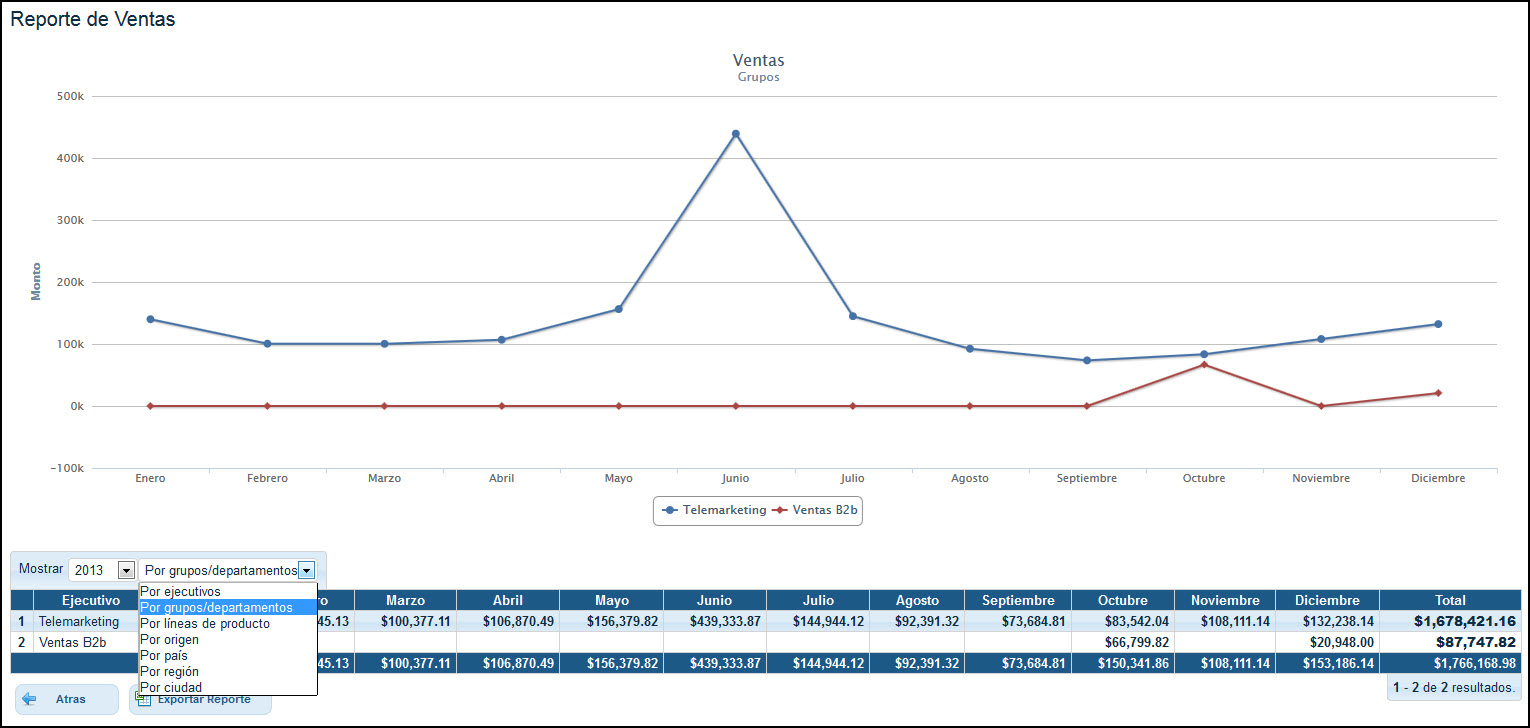 Reporte de Ventas
Ventas
Grupos
500k
400k
300k
200k
100k
0k
-100k
Monto
Enero Febrero Marzo Abril Mayo Junio Julio Agosto Septiembre Octubre Noviembre Diciembre
Telemarketing Ventas B2b
Mostrar 2013 Por grupos/departamentos
Por ejecutivos
Por grupos/departamentos
Por líneas de producto
Por origen
Por país
Por región
Por ciudad
Ejecutivo Marzo Abril Mayo Junio Julio Agosto Septiembre Octubre Noviembre Diciembre Total
1 Telemarketing 45.13 $100,377.11 $106,870.49 $156,379.82 $439,333.87 $144,944.12 $92,391.32 $73,684.81 $83,542.04 $108,111.14 $132,238.14 $1,678,421.16
2 Ventas B2b $66,799.82 $20,948.00 $87,747.82
45.13 $100,377.11 $106,870.49 $156,379.82 $439,333.87 $144,944.12 $92,391.32 $73,684.81 $150,341.86 $108,111.14 $153,186.14 $1,766,168.98
1 - 2 de 2 resultados.
Atras Exportar Reporte